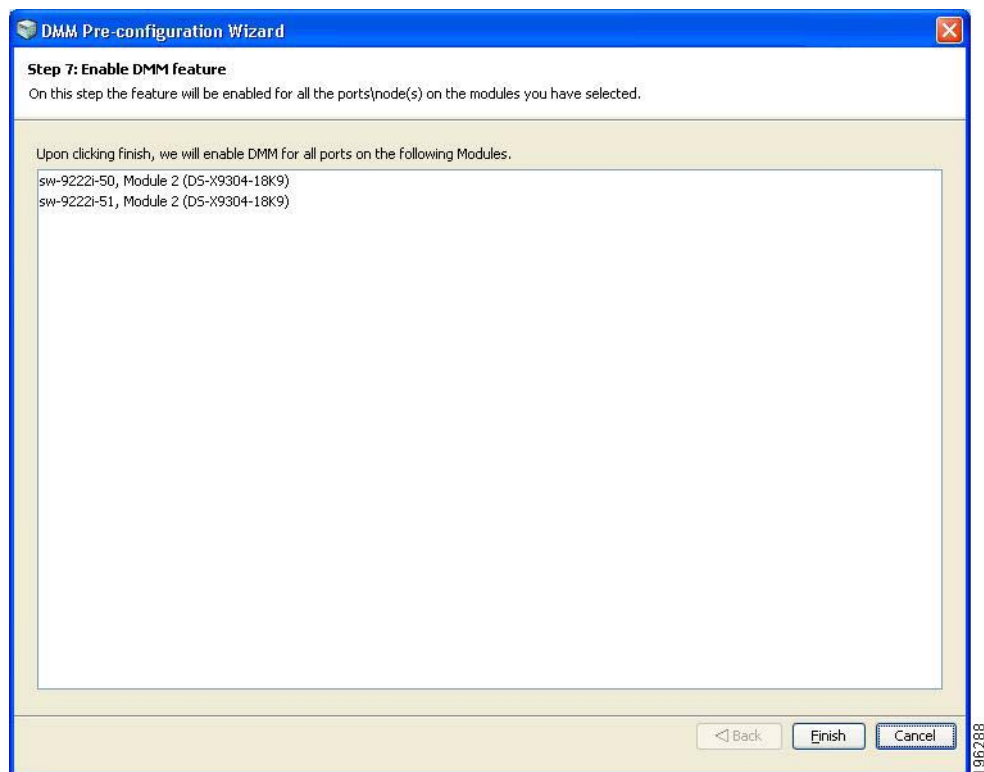 DMM Pre-configuration Wizard
Step 7: Enable DMM feature
On this step the feature will be enabled for all the ports\node(s) on the modules you have selected.
Upon clicking finish, we will enable DMM for all ports on the following Modules.
sw-9222i-50, Module 2 (DS-X9304-18K9)
sw-9222i-51, Module 2 (DS-X9304-18K9)
Back Finish Cancel
196288